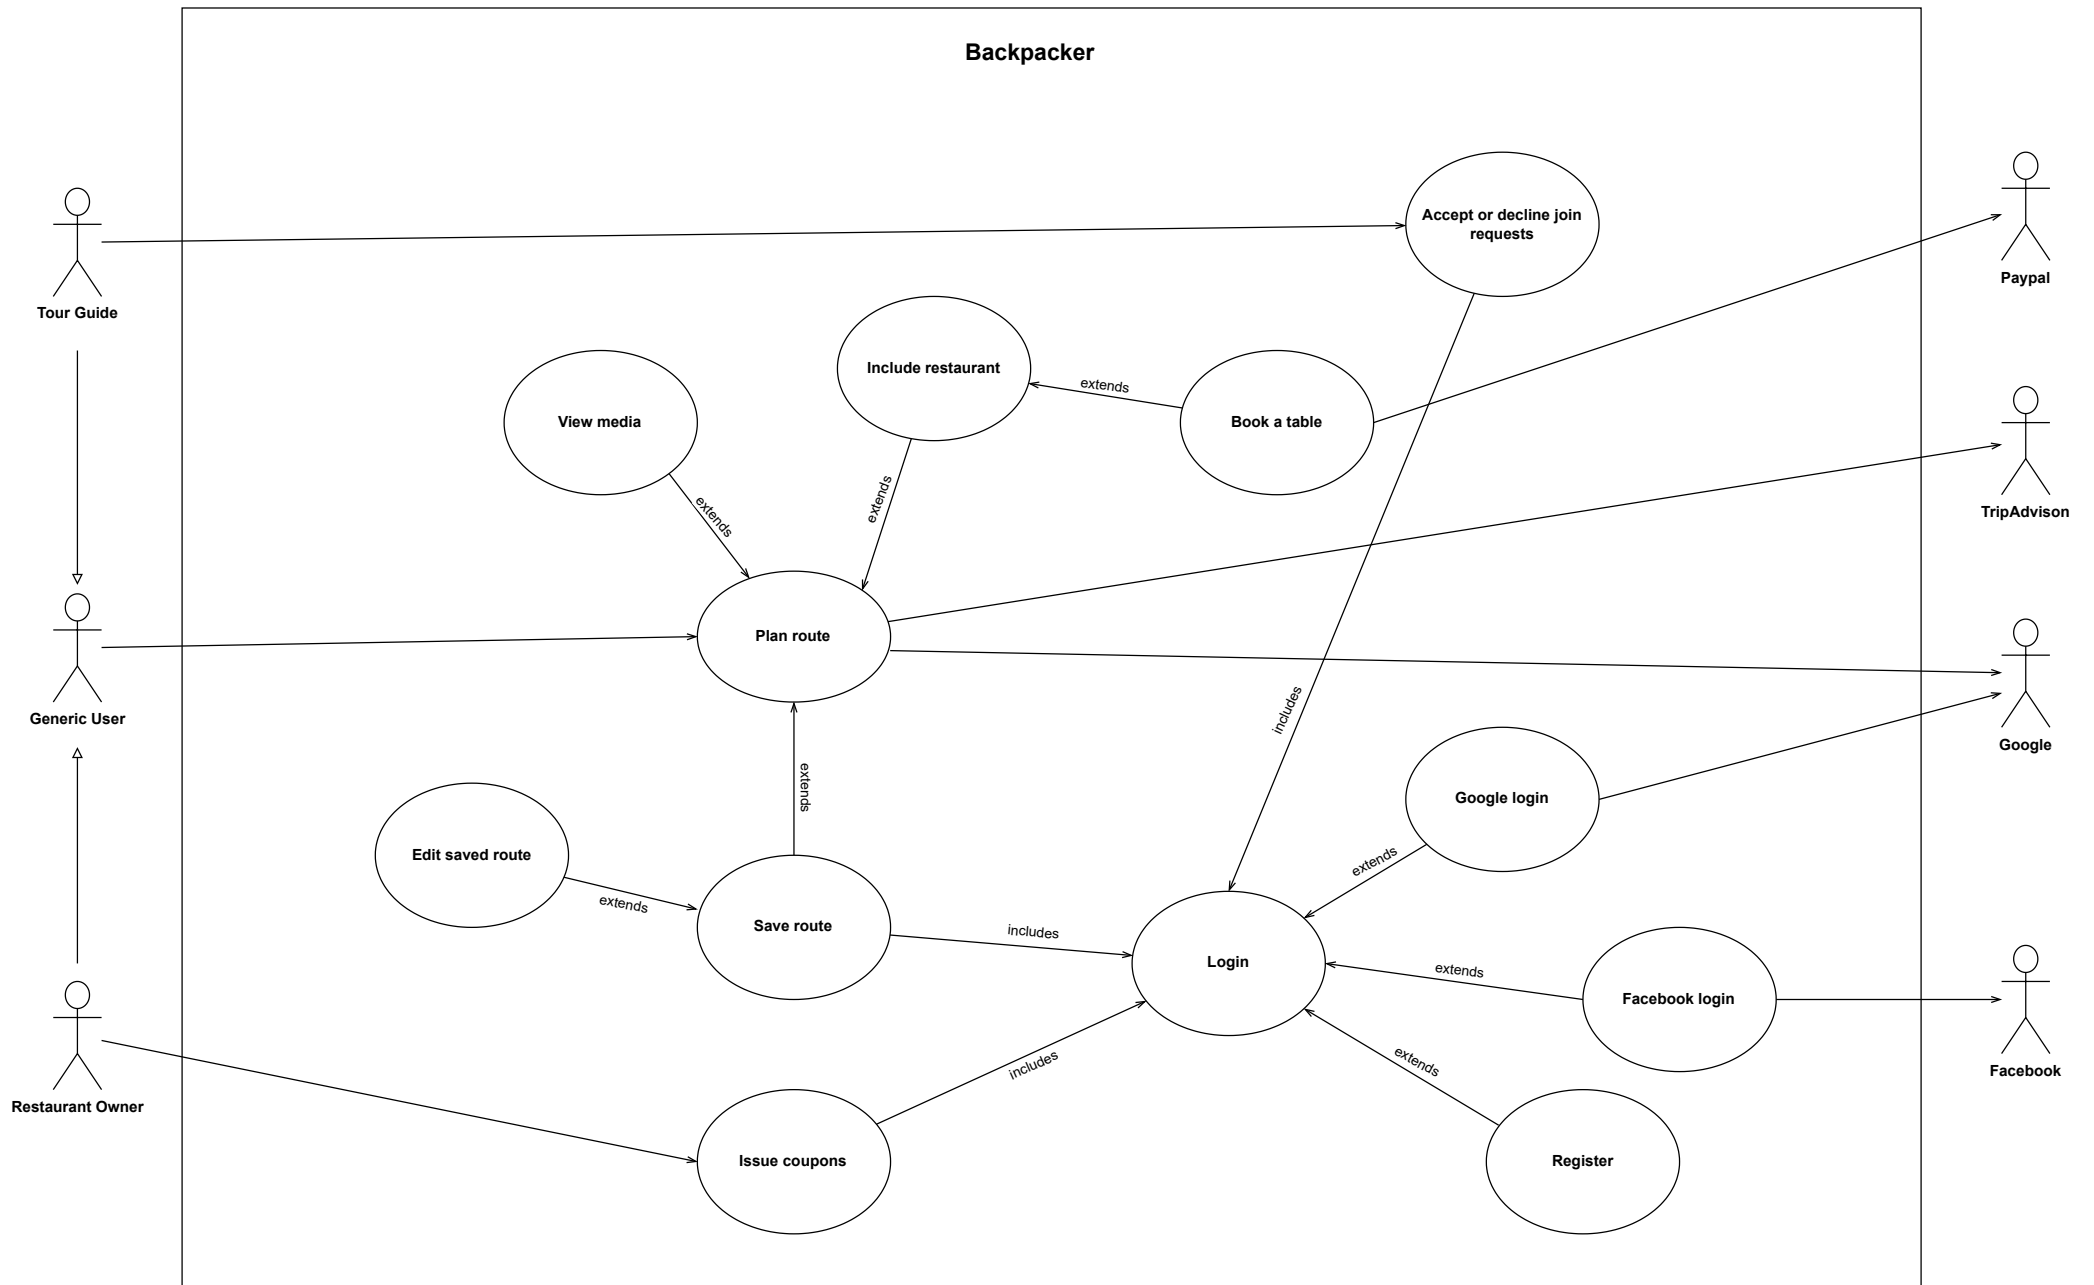 Backpacker
Accept or decline join
requests
Paypal
Tour Guide
Include restaurant
extends
View media
Book a table
extends
extends
TripAdvison
Plan route
Generic User
includes
Google
extends
Google login
Edit saved route
extends
extends
Save route
includes
Login
extends
Facebook login
includes
extends
Facebook
Restaurant Owner
Issue coupons
Register